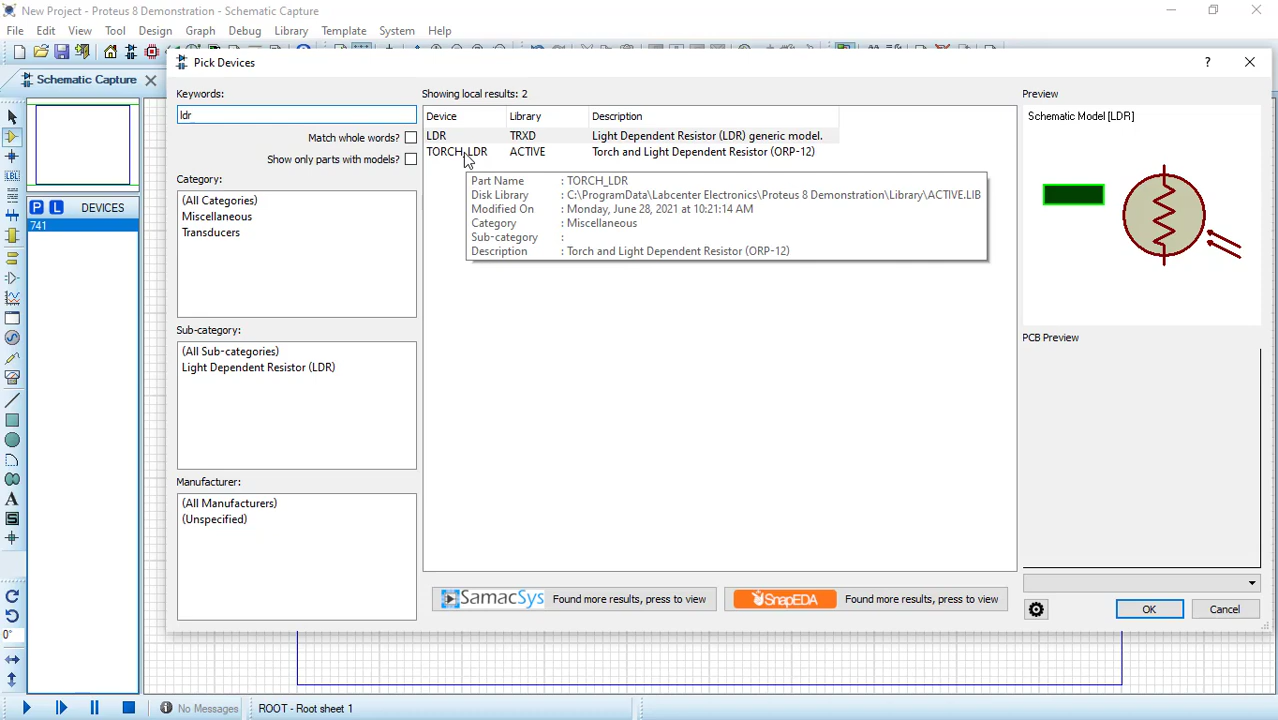 New Project - Proteus 8 Demonstration - Schematic Capture
File Edit View Tool Design Graph Debug Library Template System Help
Schematic Capture
Pick Devices
?
Keywords:
ldr
Match whole words?
Show only parts with models?
Category:
(All Categories)
Miscellaneous
Transducers
Sub-category:
(All Sub-categories)
Light Dependent Resistor (LDR)
Manufacturer:
(All Manufacturers)
(Unspecified)
P L DEVICES
741
Showing local results: 2
Device Library Description
LDR TRXD Light Dependent Resistor (LDR) generic model.
TORCH_LDR ACTIVE Torch and Light Dependent Resistor (ORP-12)
Part Name : TORCH_LDR
Disk Library : C:\ProgramData\Labcenter Electronics\Proteus 8 Demonstration\Library\ACTIVE.LIB
Modified On : Monday, June 28, 2021 at 10:21:14 AM
Category : Miscellaneous
Sub-category :
Description : Torch and Light Dependent Resistor (ORP-12)
SamacSys Found more results, press to view
SnapEDA Found more results, press to view
Preview
Schematic Model [LDR]
PCB Preview
OK
Cancel
LBL
A
S
0°
No Messages
ROOT - Root sheet 1